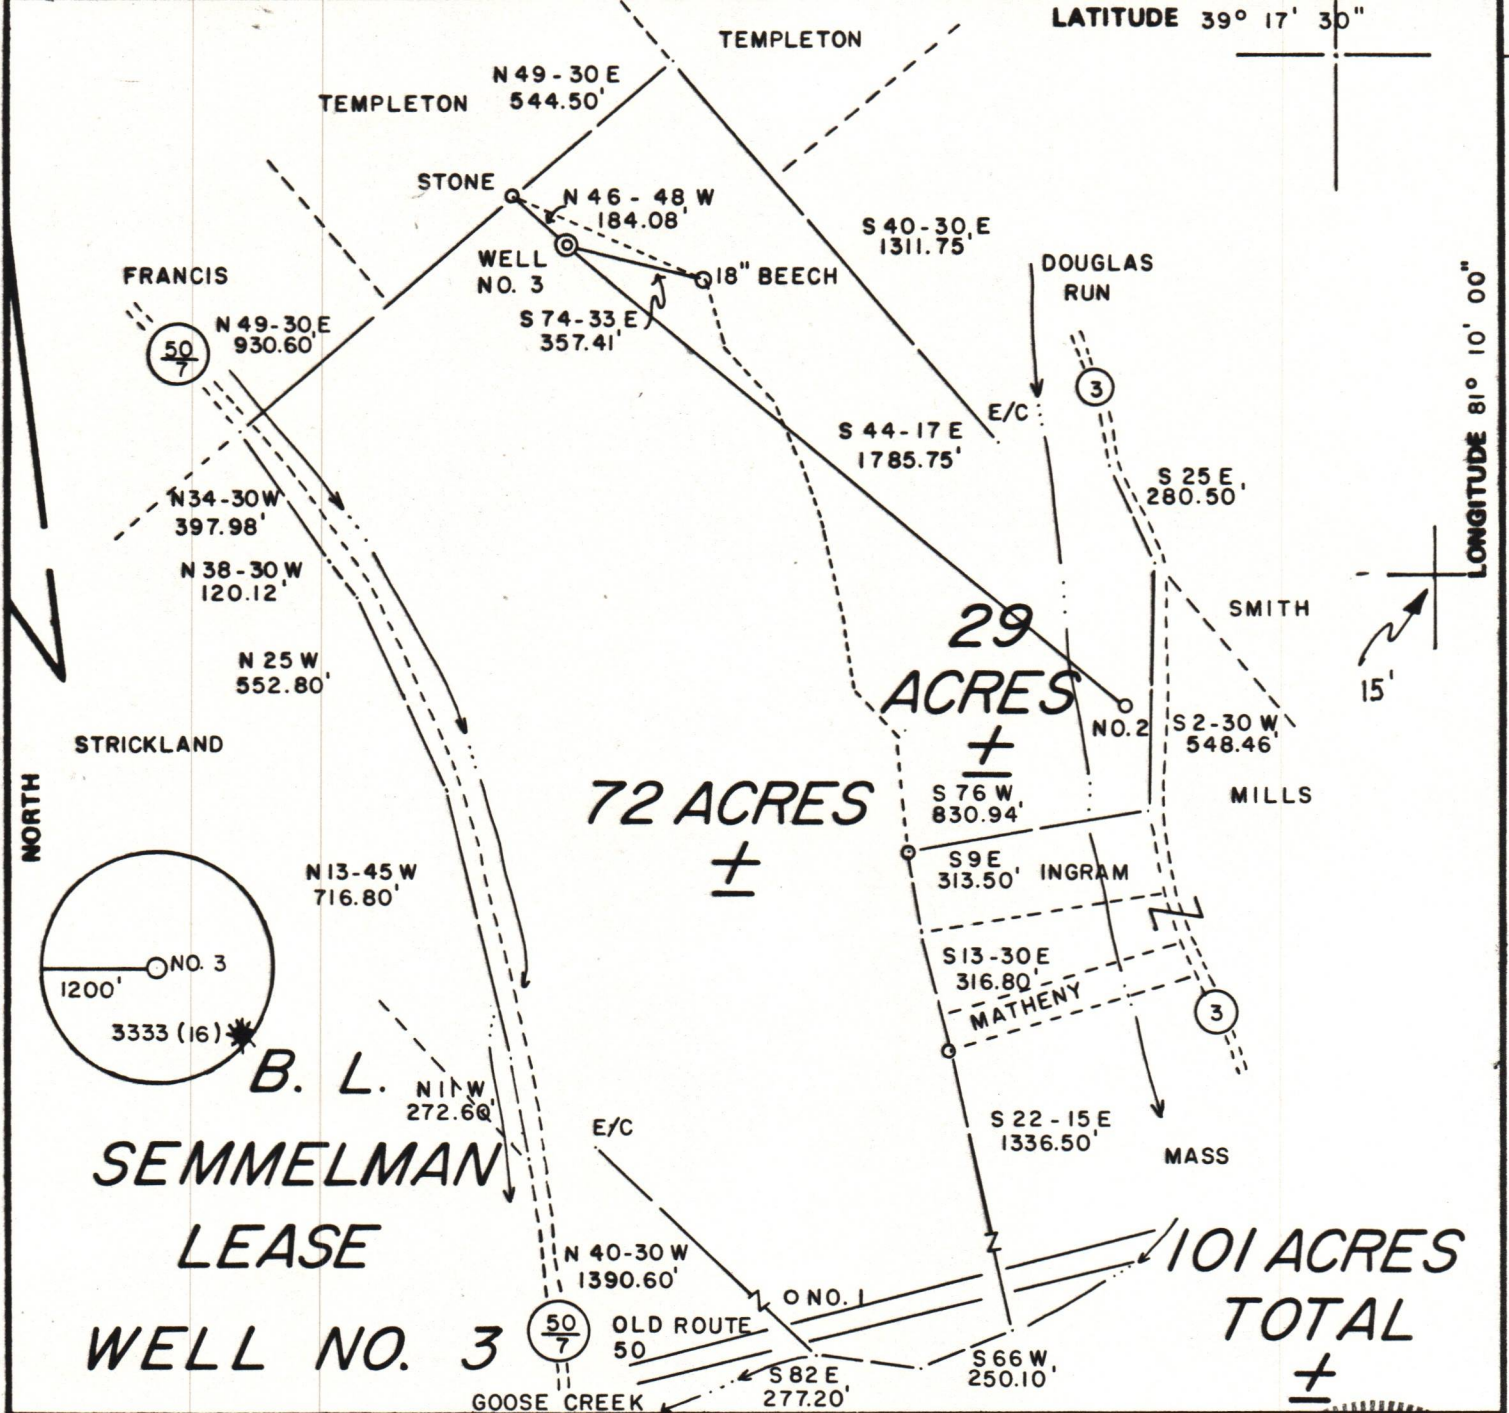 LATITUDE 39° 17' 30"
TEMPLETON
N 49-30 E
544.50'
TEMPLETON
STONE
N 46 - 48 W
184.08'
S 40-30 E
1311.75'
WELL
NO. 3
18" BEECH
DOUGLAS
RUN
FRANCIS
50
7
N 49-30 E
930.60'
S 74-33 E
357.41'
LONGITUDE 81° 10' 00"
3
E/C
S 44-17 E
1785.75'
S 25 E
280.50'
N34-30W
397.98'
N 38-30 W
120.12'
29
ACRES
±
SMITH
15'
N 25 W
552.80'
NO. 2
S 2-30 W
548.46'
STRICKLAND
NORTH
72 ACRES
±
S 76 W
830.94'
MILLS
N13-45 W
716.80'
S 9 E
313.50'
INGRAM
NO. 3
1200'
3333 (16)
S 13-30 E
316.80'
MATHENY
3
B. L.
SEMMELMAN
LEASE
WELL NO. 3
N 11 W
272.60'
E/C
S 22-15 E
1336.50'
MASS
N 40-30 W
1390.60'
NO. 1
101 ACRES
TOTAL
±
50
7
OLD ROUTE
50
S 66 W
250.10'
S 82 E
277.20'
GOOSE CREEK